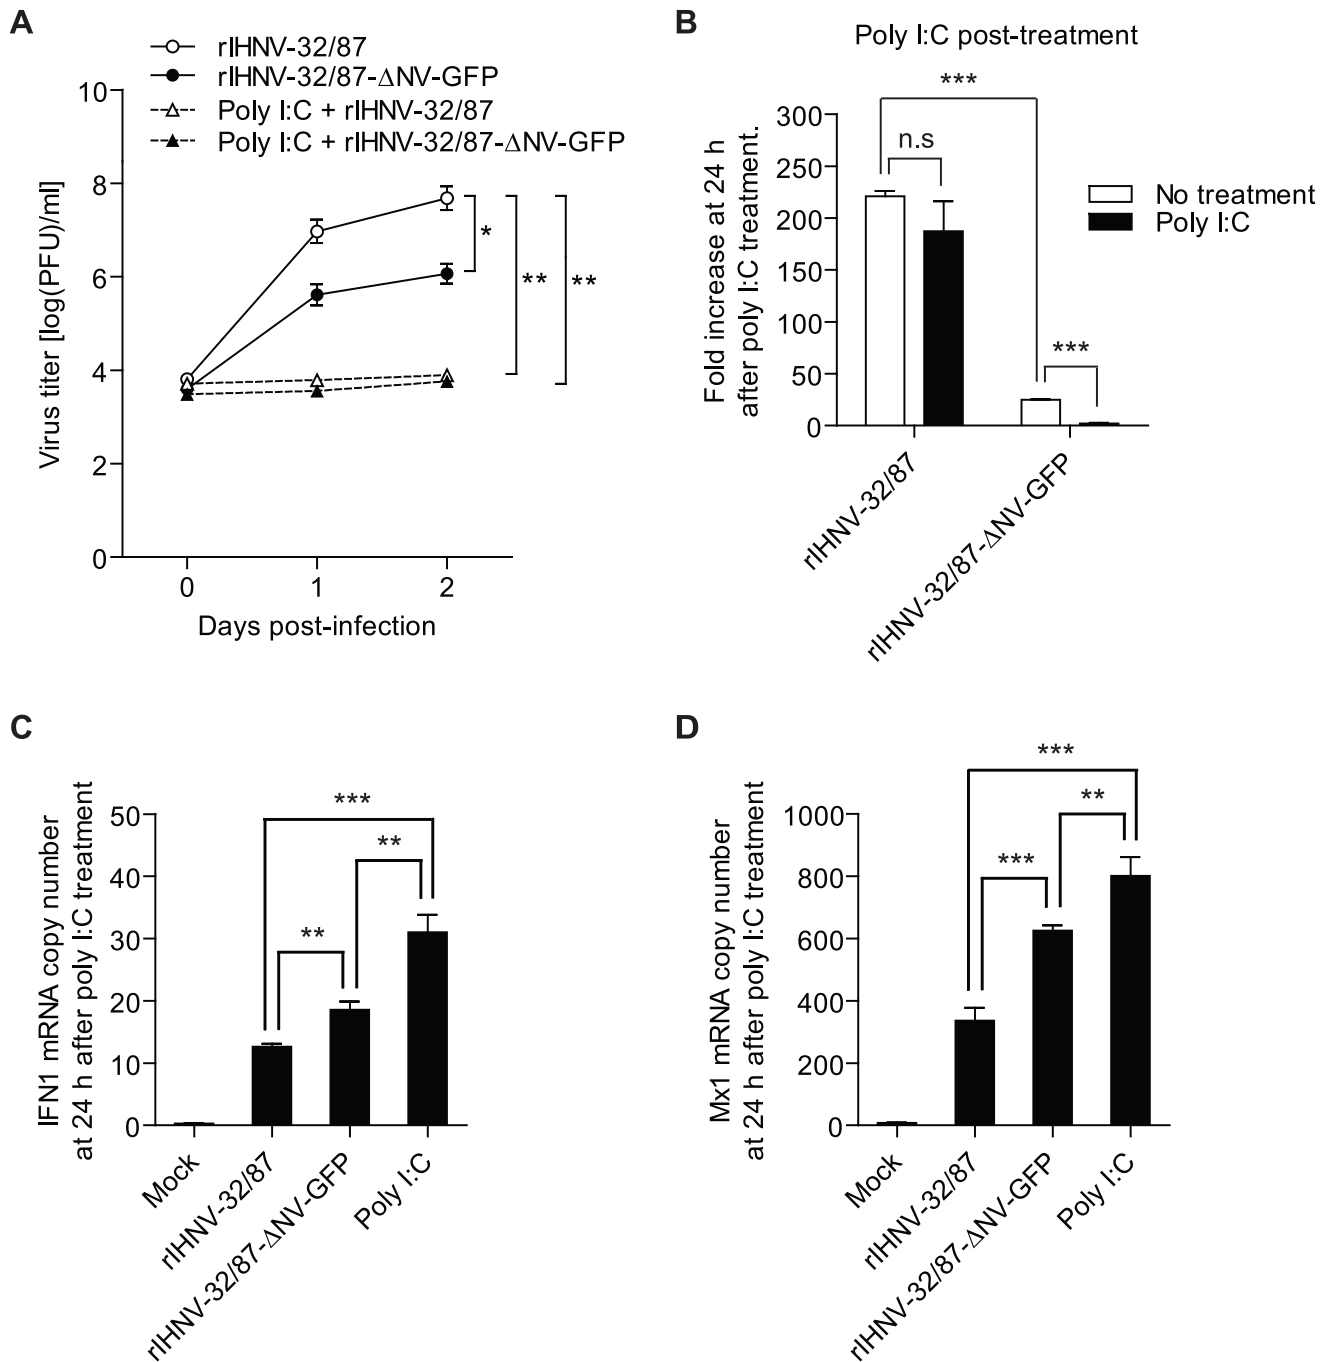 A
rIHNV-32/87
rIHNV-32/87-ΔNV-GFP
Poly I:C + rIHNV-32/87
Poly I:C + rIHNV-32/87-ΔNV-GFP
Virus titer [log(PFU)/ml]
10
8
6
4
2
0
*
**
**
0 1 2
Days post-infection
B
Poly I:C post-treatment
***
n.s
***
Fold increase at 24 h
after poly I:C treatment.
300
250
200
150
100
50
0
No treatment
Poly I:C
rIHNV-32/87
rIHNV-32/87-ΔNV-GFP
C
IFN1 mRNA copy number
at 24 h after poly I:C treatment
50
40
30
20
10
0
***
**
**
Mock
rIHNV-32/87
rIHNV-32/87-ΔNV-GFP
Poly I:C
D
Mx1 mRNA copy number
at 24 h after poly I:C treatment
1000
800
600
400
200
0
***
**
***
Mock
rIHNV-32/87
rIHNV-32/87-ΔNV-GFP
Poly I:C